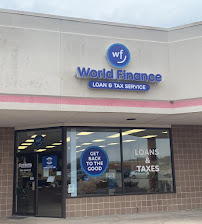 wf
World Finance
LOAN & TAX SERVICE
GET
BACK TO
THE
GOOD
LOANS
&
TAXES